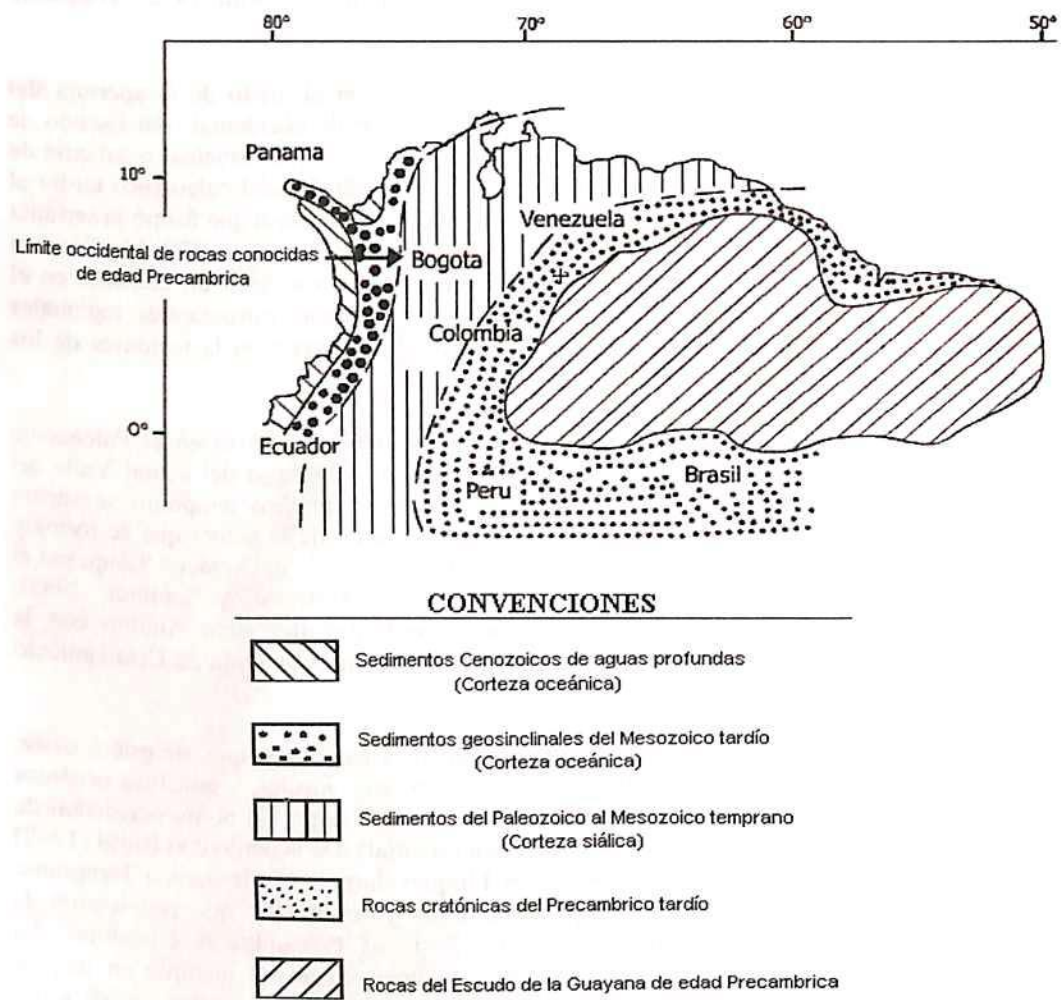 80° 70° 60° 50°
Panama
10°
Venezuela
Límite occidental de rocas conocidas
de edad Precambrica
Bogota
Colombia
0°
Ecuador
Peru
Brasil
CONVENCIONES
Sedimentos Cenozoicos de aguas profundas
(Corteza oceánica)
Sedimentos geosinclinales del Mesozoico tardío
(Corteza oceánica)
Sedimentos del Paleozoico al Mesozoico temprano
(Corteza siálica)
Rocas cratónicas del Precambrico tardío
Rocas del Escudo de la Guayana de edad Precambrica